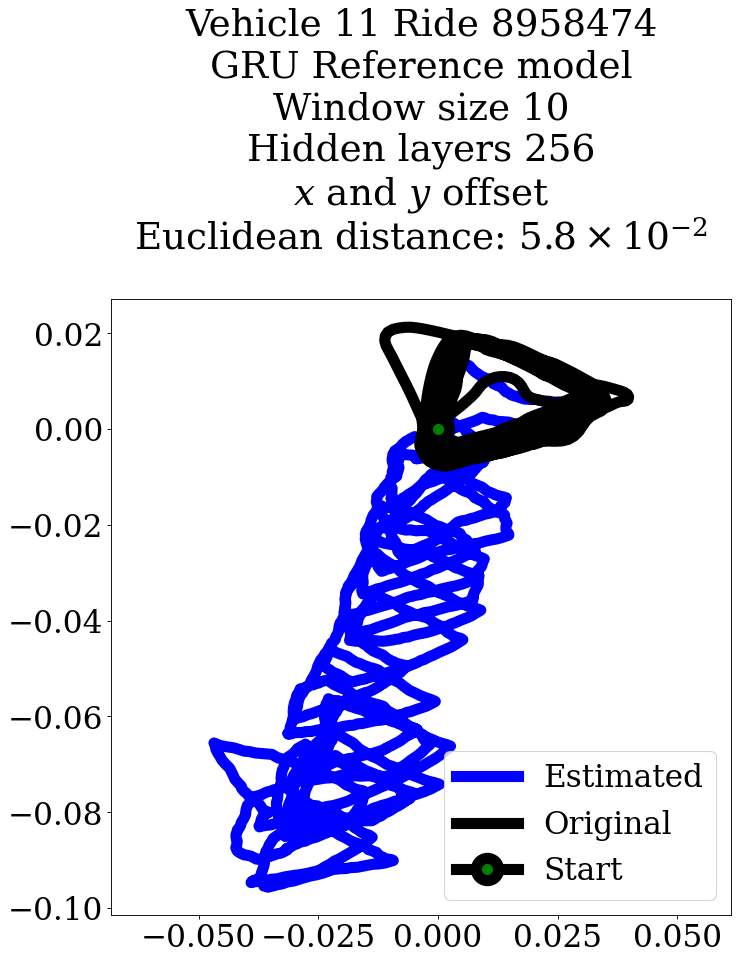 Vehicle 11 Ride 8958474
GRU Reference model
Window size 10
Hidden layers 256
x and y offset
Euclidean distance: 5.8 × 10⁻²
0.02
0.00
−0.02
−0.04
−0.06
−0.08
−0.10
Estimated
Original
Start
−0.050 −0.025 0.000 0.025 0.050